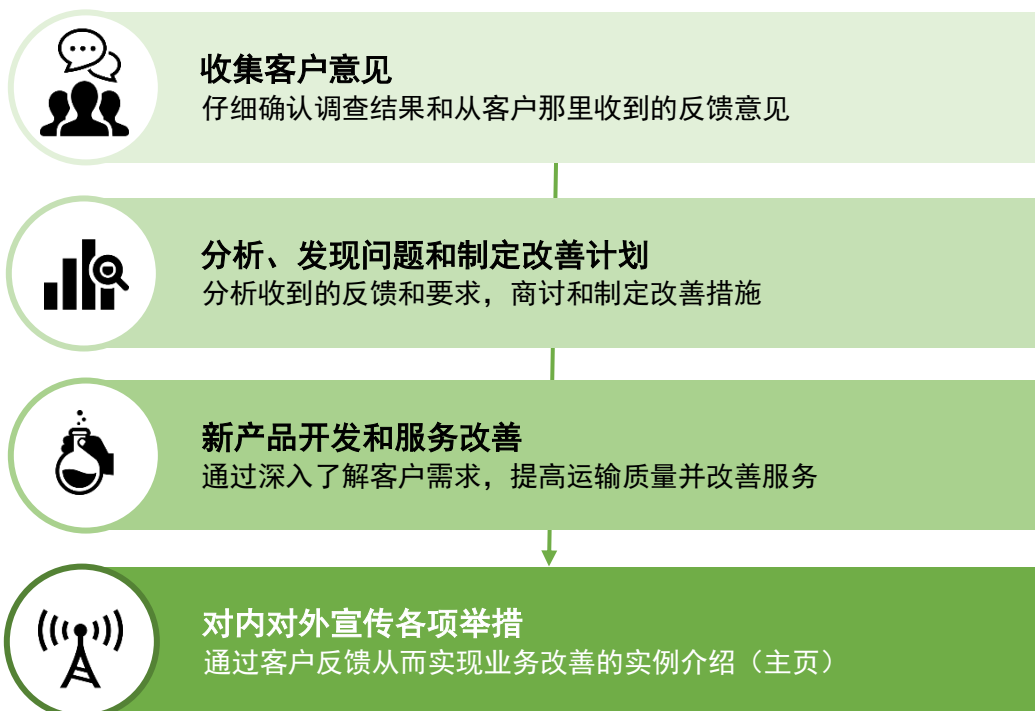 收集客户意见
仔细确认调查结果和从客户那里收到的反馈意见
分析、发现问题和制定改善计划
分析收到的反馈和要求，商讨和制定改善措施
新产品开发和服务改善
通过深入了解客户需求，提高运输质量并改善服务
对内对外宣传各项举措
通过客户反馈从而实现业务改善的实例介绍（主页）